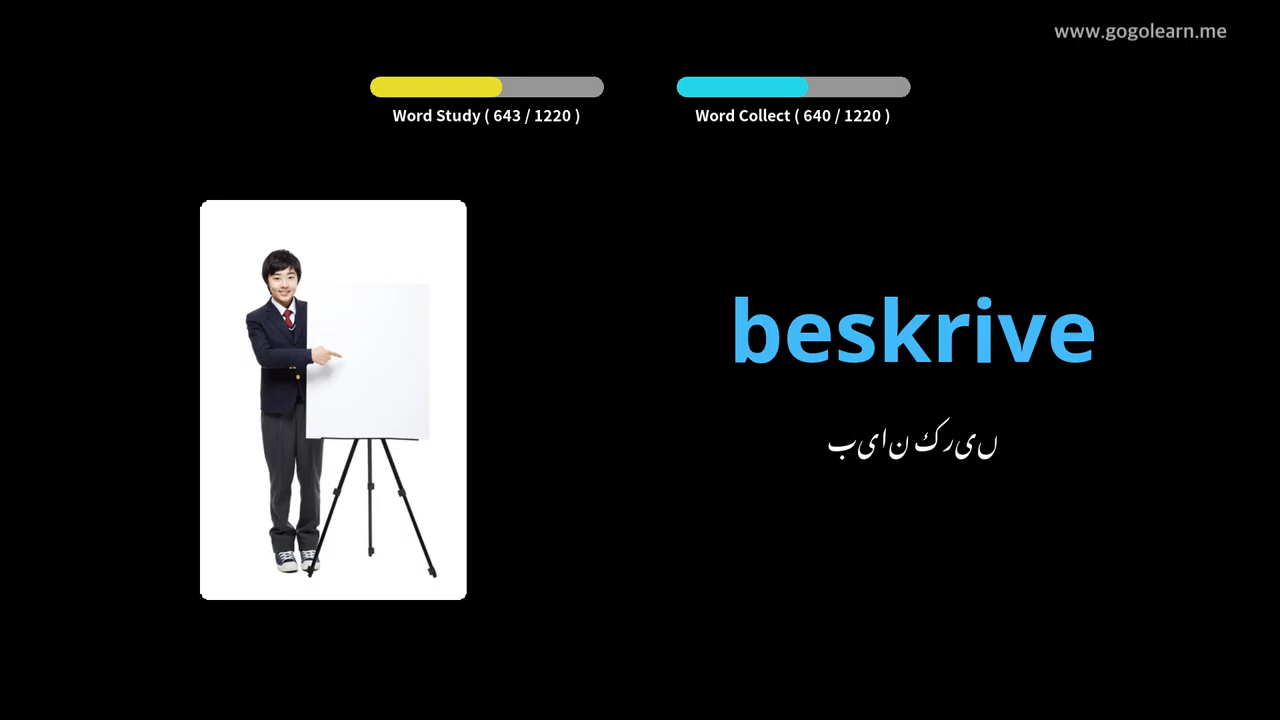 www.gogolearn.me
Word Study ( 643 / 1220 )
Word Collect ( 640 / 1220 )
beskrive
بیان کریں